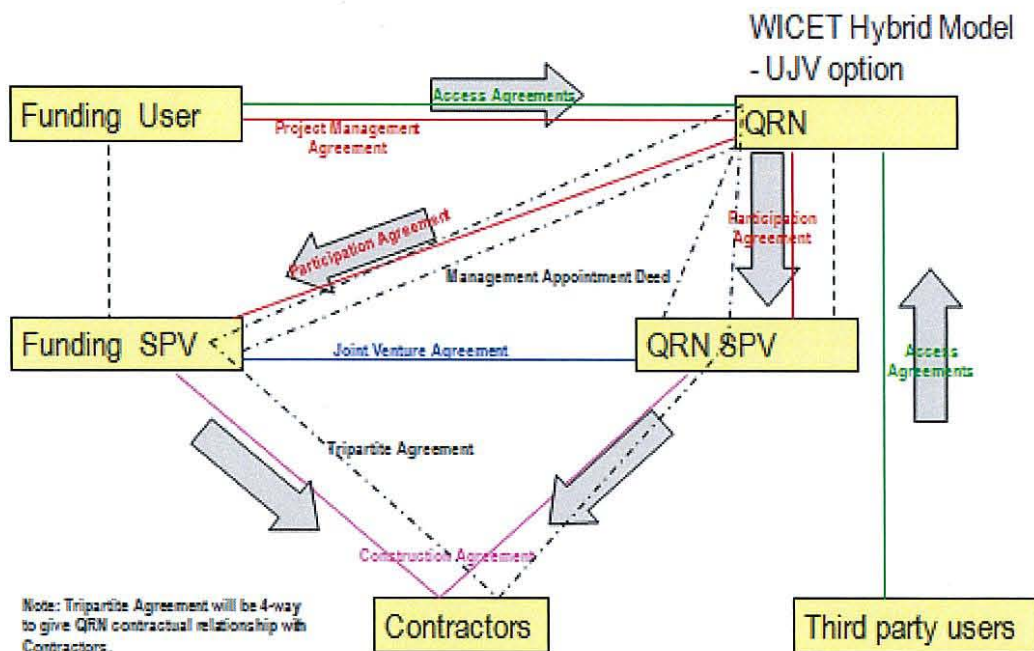 WICET Hybrid Model
- UJV option
Funding User
Access Agreements
QRN
Project Management
Agreement
Participation Agreement
Participation
Agreement
Management Appointment Deed
Funding SPV
Joint Venture Agreement
QRN SPV
Access
Agreements
Tripartite Agreement
Construction Agreement
Note: Tripartite Agreement will be 4-way
to give QRN contractual relationship with
Contractors.
Contractors
Third party users